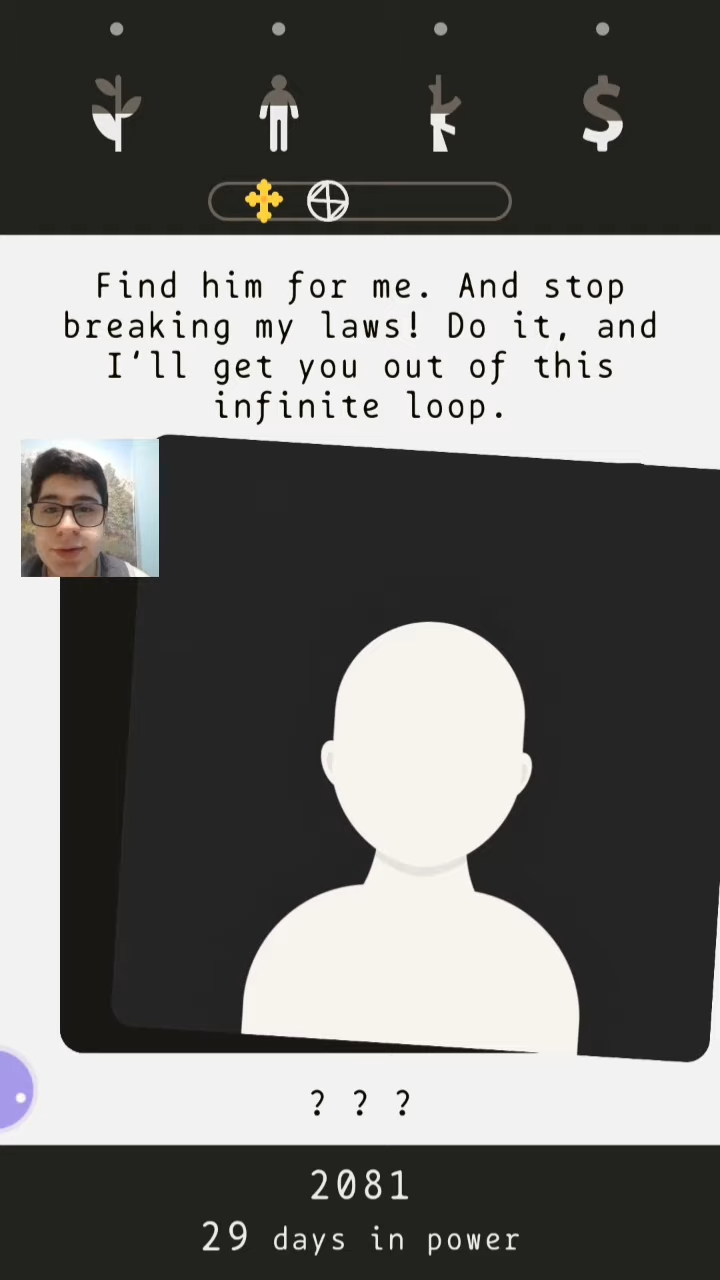 Find him for me. And stop
breaking my laws! Do it, and
I'll get you out of this
infinite loop.
? ? ?
2081
29 days in power